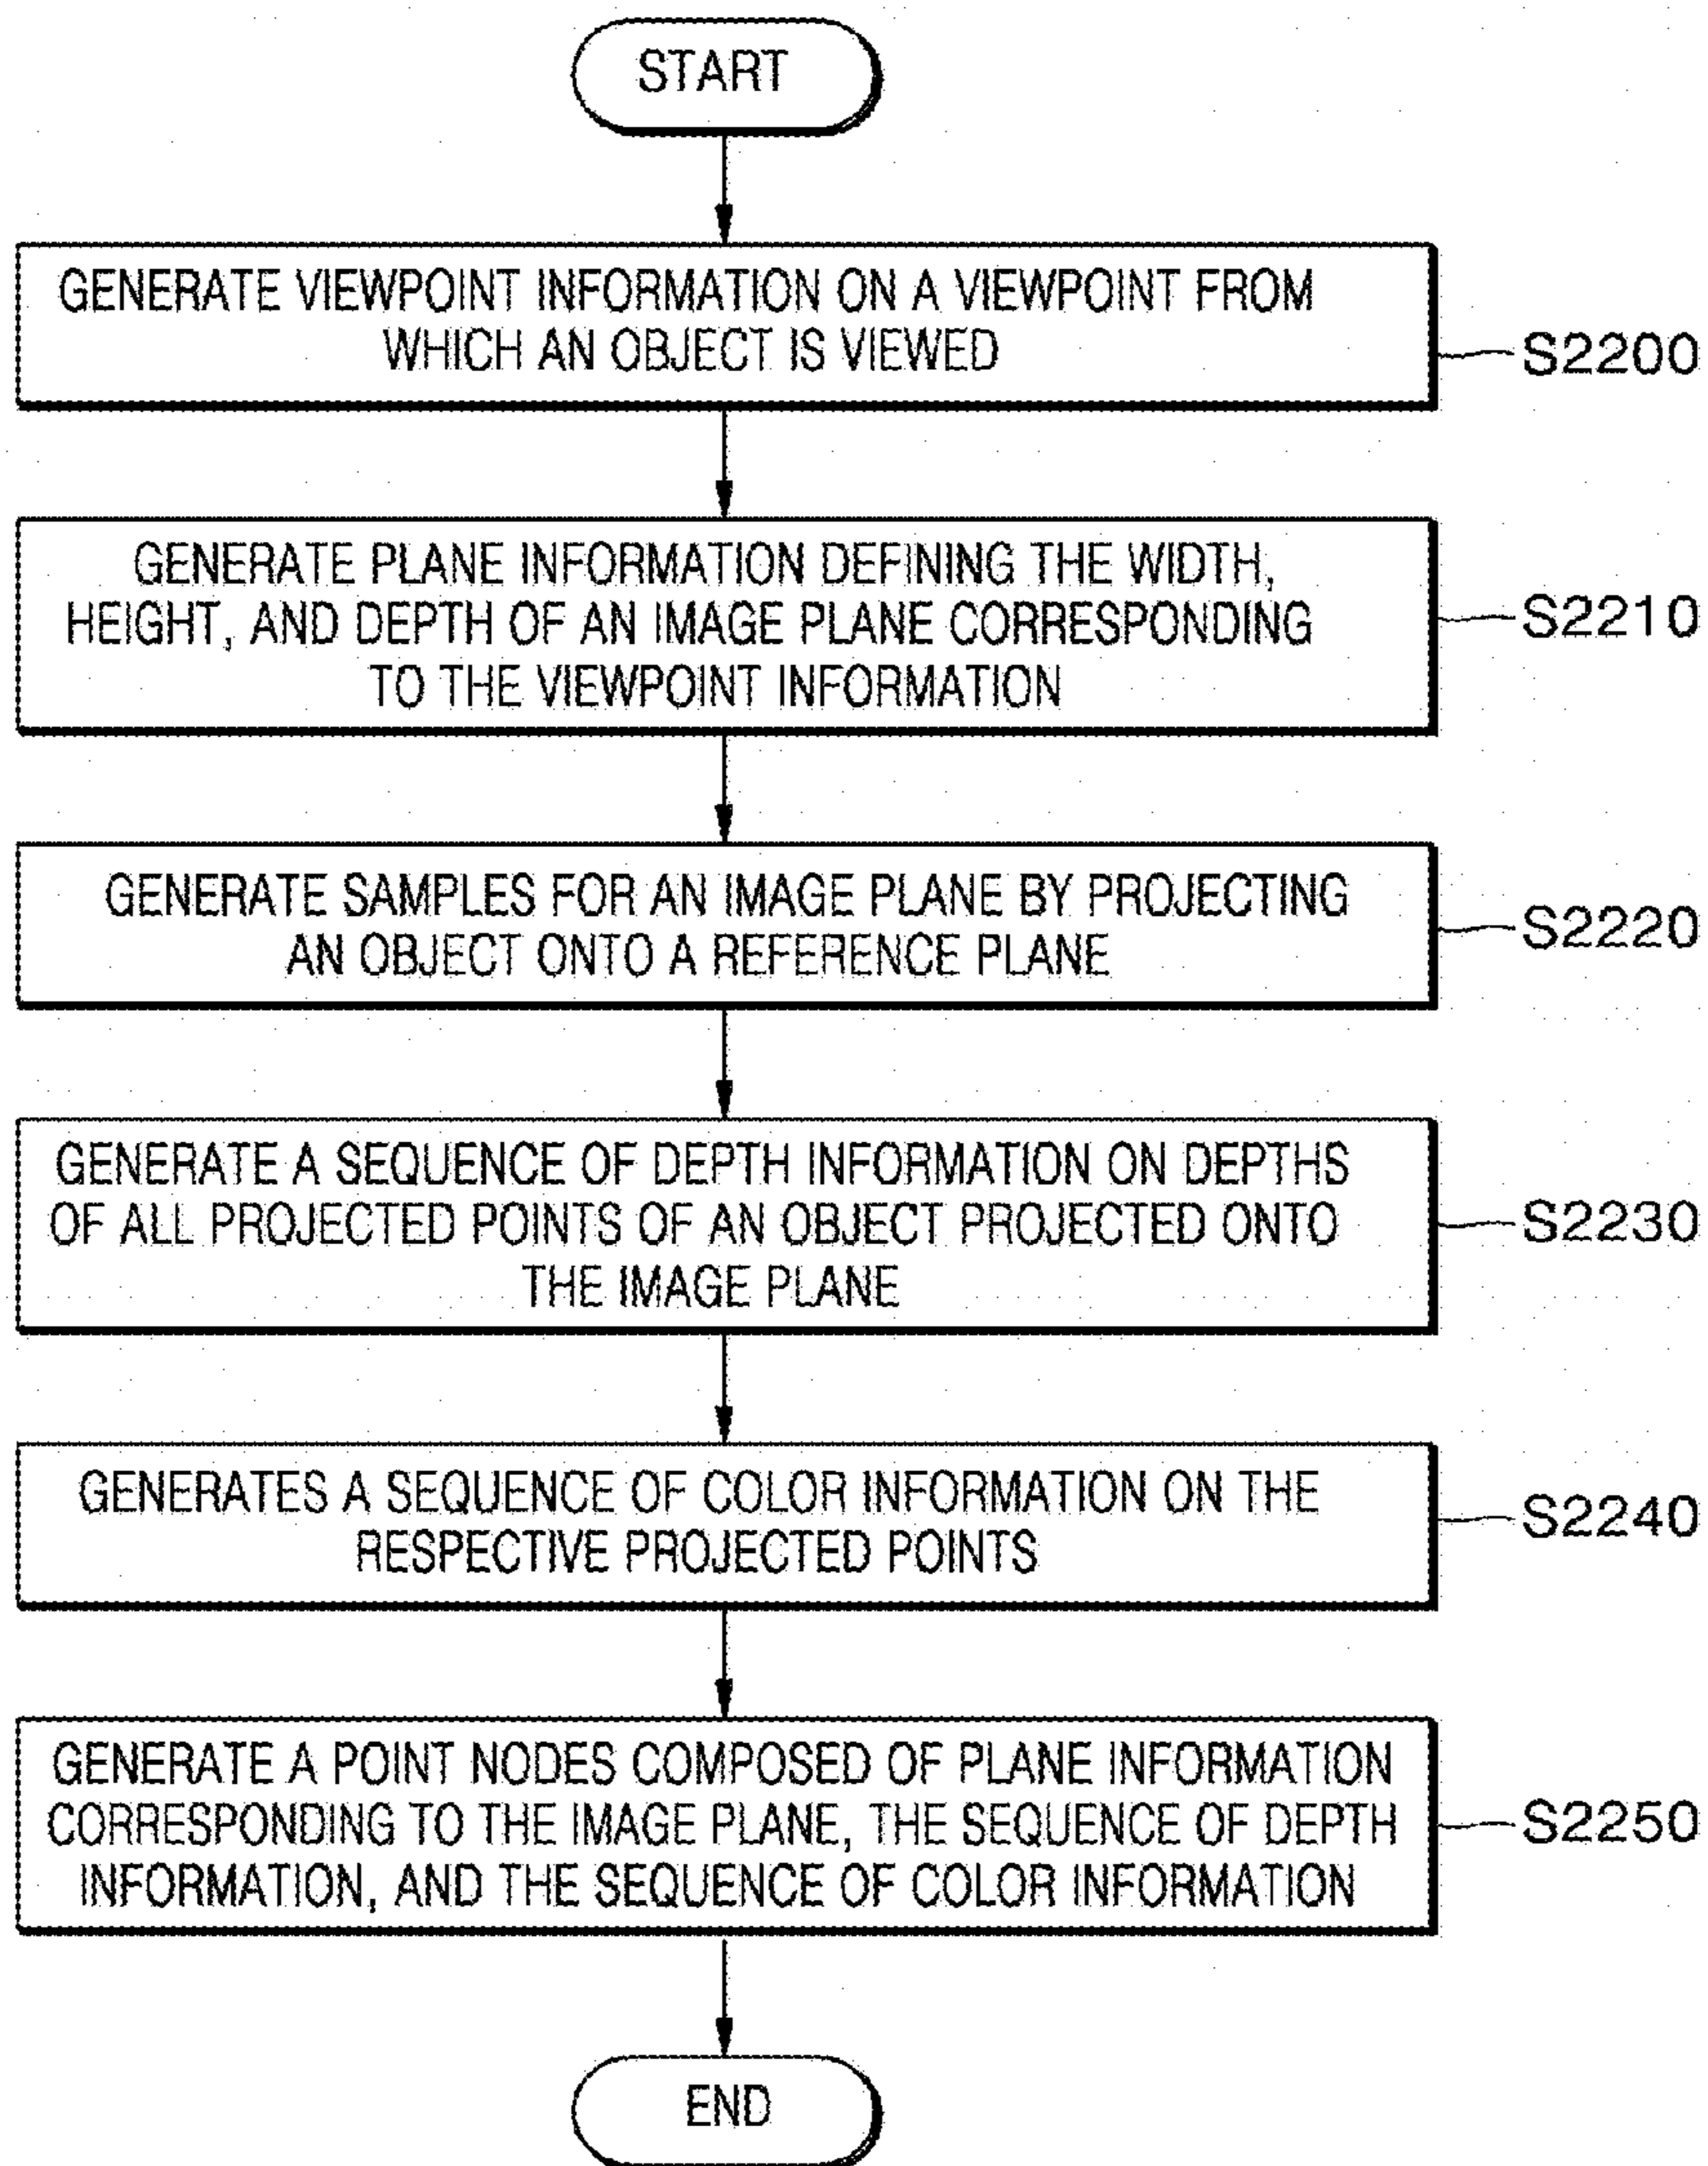 START
GENERATE VIEWPOINT INFORMATION ON A VIEWPOINT FROM
WHICH AN OBJECT IS VIEWED
S2200
GENERATE PLANE INFORMATION DEFINING THE WIDTH,
HEIGHT, AND DEPTH OF AN IMAGE PLANE CORRESPONDING
TO THE VIEWPOINT INFORMATION
S2210
GENERATE SAMPLES FOR AN IMAGE PLANE BY PROJECTING
AN OBJECT ONTO A REFERENCE PLANE
S2220
GENERATE A SEQUENCE OF DEPTH INFORMATION ON DEPTHS
OF ALL PROJECTED POINTS OF AN OBJECT PROJECTED ONTO
THE IMAGE PLANE
S2230
GENERATES A SEQUENCE OF COLOR INFORMATION ON THE
RESPECTIVE PROJECTED POINTS
S2240
GENERATE A POINT NODES COMPOSED OF PLANE INFORMATION
CORRESPONDING TO THE IMAGE PLANE, THE SEQUENCE OF DEPTH
INFORMATION, AND THE SEQUENCE OF COLOR INFORMATION
S2250
END